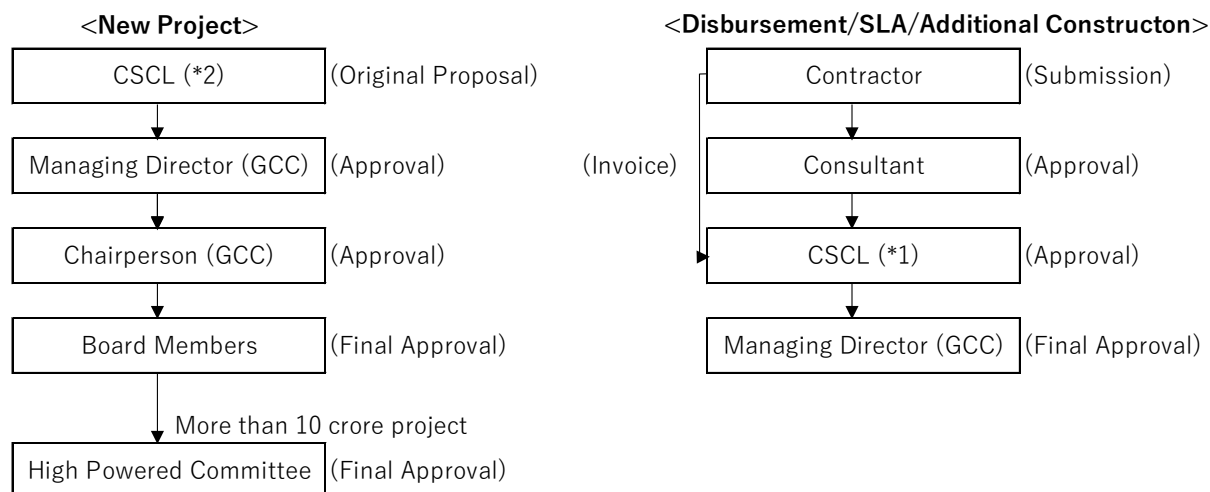 <New Project>
CSCL (*2) (Original Proposal)
Managing Director (GCC) (Approval)
Chairperson (GCC) (Approval)
Board Members (Final Approval)
More than 10 crore project
High Powered Committee (Final Approval)
<Disbursement/SLA/Additional Constructon>
Contractor (Submission)
(Invoice) Consultant (Approval)
CSCL (*1) (Approval)
Managing Director (GCC) (Final Approval)